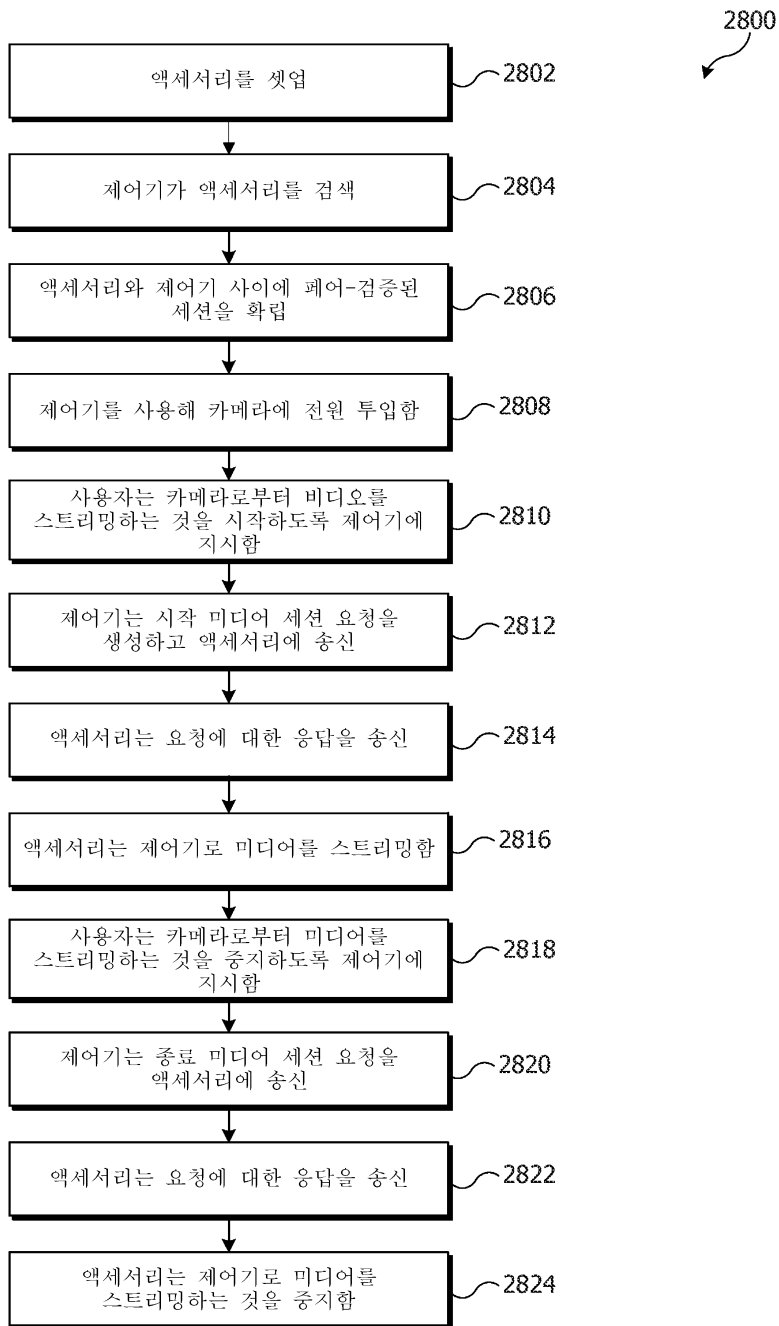 2800
액세서리를 셋업
2802
제어기가 액세서리를 검색
2804
액세서리와 제어기 사이에 페어-검증된
세션을 확립
2806
제어기를 사용해 카메라에 전원 투입함
2808
사용자는 카메라로부터 비디오를
스트리밍하는 것을 시작하도록 제어기에
지시함
2810
제어기는 시작 미디어 세션 요청을
생성하고 액세서리에 송신
2812
액세서리는 요청에 대한 응답을 송신
2814
액세서리는 제어기로 미디어를 스트리밍함
2816
사용자는 카메라로부터 미디어를
스트리밍하는 것을 중지하도록 제어기에
지시함
2818
제어기는 종료 미디어 세션 요청을
액세서리에 송신
2820
액세서리는 요청에 대한 응답을 송신
2822
액세서리는 제어기로 미디어를
스트리밍하는 것을 중지함
2824